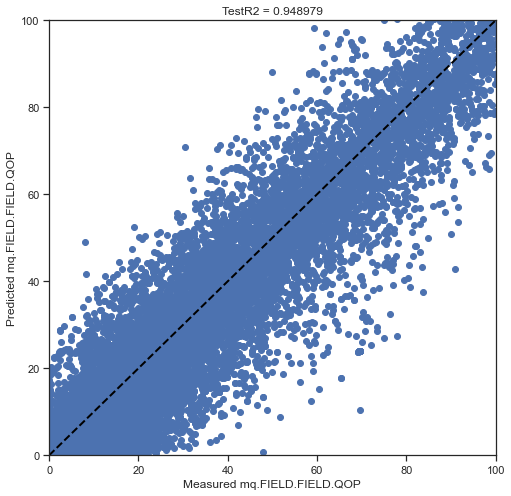 TestR2 = 0.948979
100
80
60
40
20
0
Predicted mq.FIELD.FIELD.QOP
0 20 40 60 80 100
Measured mq.FIELD.FIELD.QOP